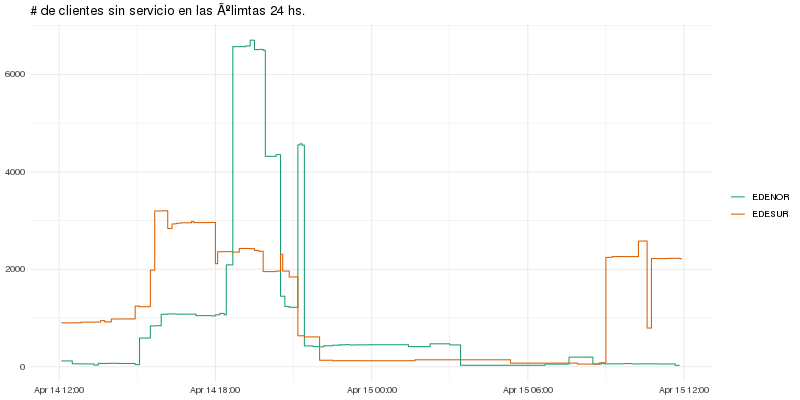 # de clientes sin servicio en las Ãºlimtas 24 hs.
6000
4000
2000
0
Apr 14 12:00
Apr 14 18:00
Apr 15 00:00
Apr 15 06:00
Apr 15 12:00
EDENOR
EDESUR